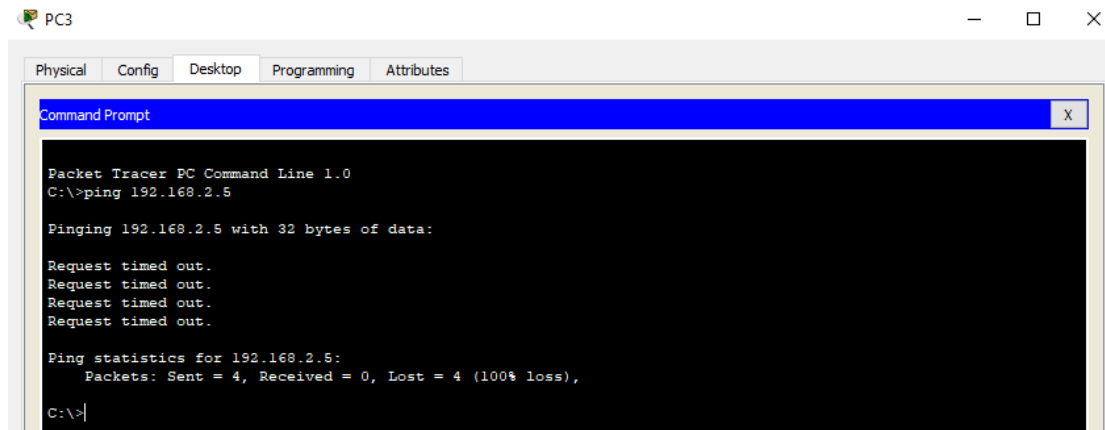 PC3
Physical Config Desktop Programming Attributes
Command Prompt
X
Packet Tracer PC Command Line 1.0
C:\>ping 192.168.2.5
Pinging 192.168.2.5 with 32 bytes of data:
Request timed out.
Request timed out.
Request timed out.
Request timed out.
Ping statistics for 192.168.2.5:
Packets: Sent = 4, Received = 0, Lost = 4 (100% loss),
C:\>